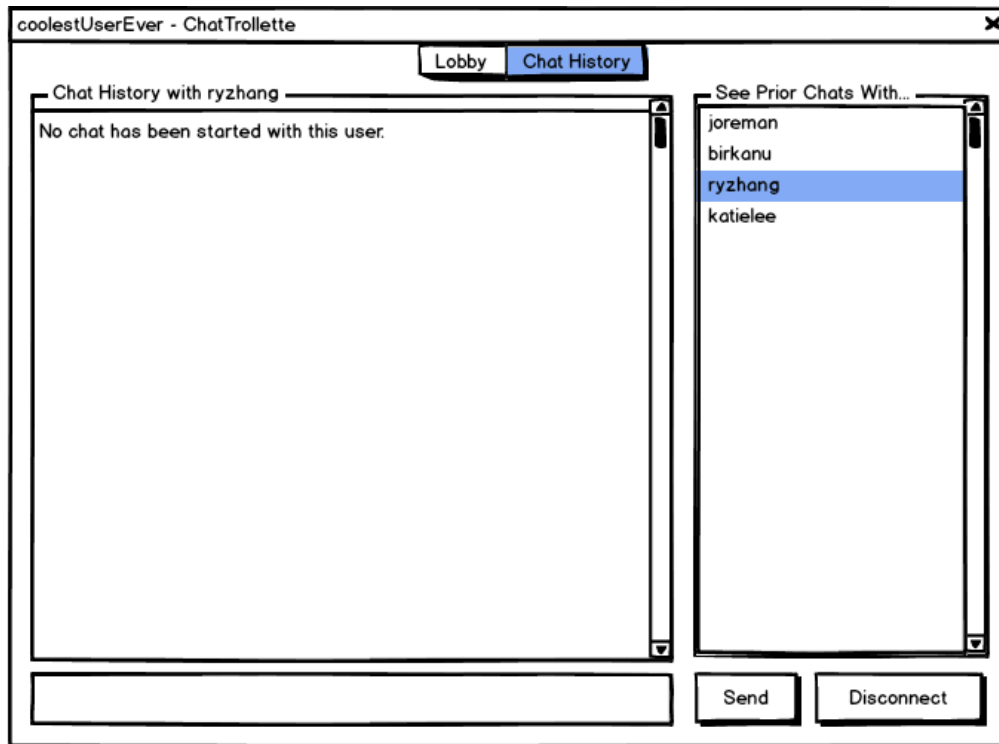 coolestUserEver - ChatTrollette
Lobby
Chat History
Chat History with ryzhang
No chat has been started with this user.
See Prior Chats With...
joreman
birkanu
ryzhang
katielee
Send
Disconnect